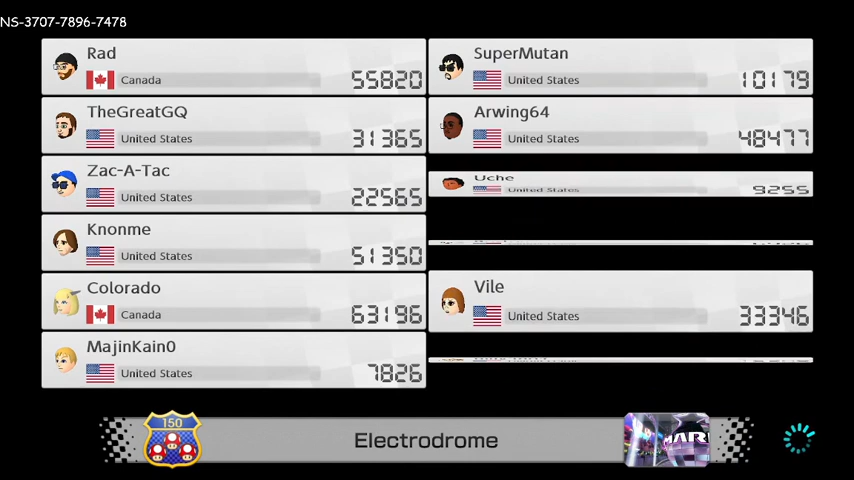 NS-3707-7896-7478
Rad
Canada
55820
TheGreatGQ
United States
31365
Zac-A-Tac
United States
22565
Knonme
United States
51350
Colorado
Canada
63196
MajinKain0
United States
7826
SuperMutan
United States
10179
Arwing64
United States
48477
Uche
United States
9255
Vile
United States
33346
150
Electrodrome